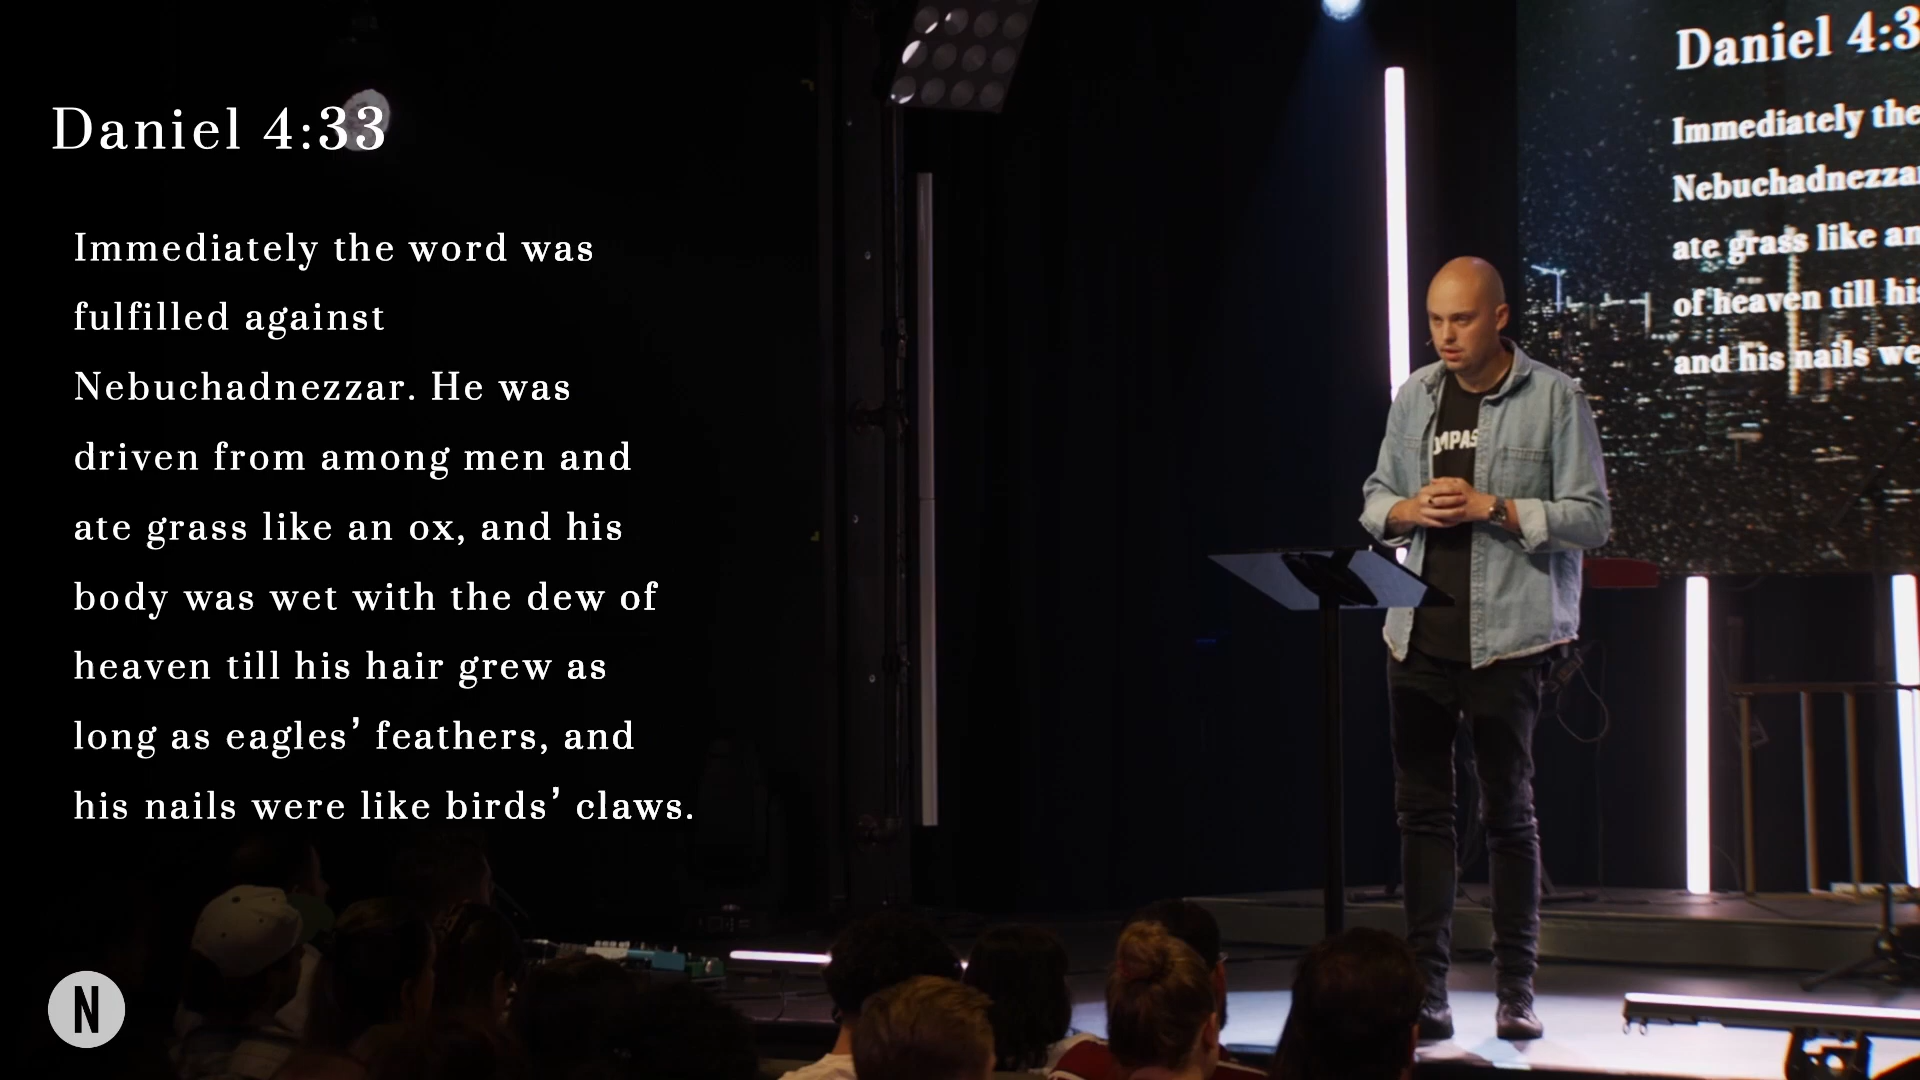 Daniel 4:33
Immediately the word was
fulfilled against
Nebuchadnezzar. He was
driven from among men and
ate grass like an ox, and his
body was wet with the dew of
heaven till his hair grew as
long as eagles’ feathers, and
his nails were like birds’ claws.
N
Daniel 4:3
Immediately the
Nebuchadnezzar
ate grass like an
of heaven till his
and his nails we
MPAS